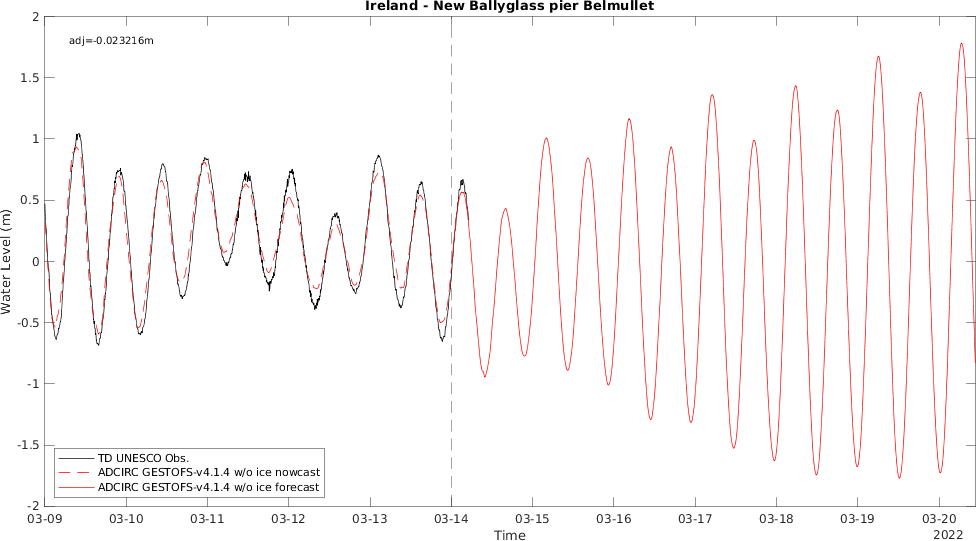 Ireland - New Ballyglass pier Belmullet
adj=-0.023216m
2
1.5
1
0.5
0
-0.5
-1
-1.5
-2
Water Level (m)
TD UNESCO Obs.
ADCIRC GESTOFS-v4.1.4 w/o ice nowcast
ADCIRC GESTOFS-v4.1.4 w/o ice forecast
03-09 03-10 03-11 03-12 03-13 03-14 03-15 03-16 03-17 03-18 03-19 03-20
Time
2022